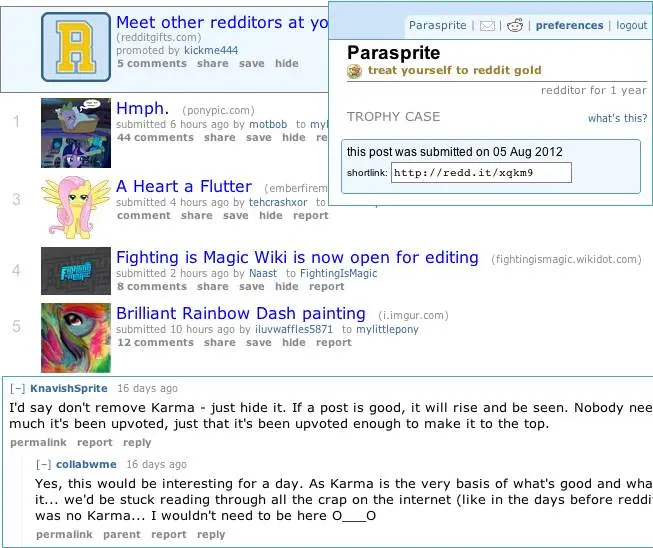 Meet other redditors at yo
(redditgifts.com)
promoted by kickme444
5 comments share save hide
Parasprite | | | preferences | logout
Parasprite
treat yourself to reddit gold
redditor for 1 year
TROPHY CASE what's this?
this post was submitted on 05 Aug 2012
shortlink: http://redd.it/xqkm9
1
Hmph. (ponypic.com)
submitted 6 hours ago by motbob to myl
44 comments share save hide re
3
A Heart a Flutter (emberfirem
submitted 4 hours ago by tehcrashxor to
comment share save hide report
4
Fighting is Magic Wiki is now open for editing (fightingismagic.wikidot.com)
submitted 2 hours ago by Naast to FightingIsMagic
8 comments share save hide report
5
Brilliant Rainbow Dash painting (i.imgur.com)
submitted 10 hours ago by iluvwaffles5871 to mylittlepony
12 comments share save hide report
[–] KnavishSprite 16 days ago
I'd say don't remove Karma - just hide it. If a post is good, it will rise and be seen. Nobody nee
much it's been upvoted, just that it's been upvoted enough to make it to the top.
permalink report reply
[–] collabwme 16 days ago
Yes, this would be interesting for a day. As Karma is the very basis of what's good and wha
it... we'd be stuck reading through all the crap on the internet (like in the days before reddi
was no Karma... I wouldn't need to be here O___O
permalink parent report reply